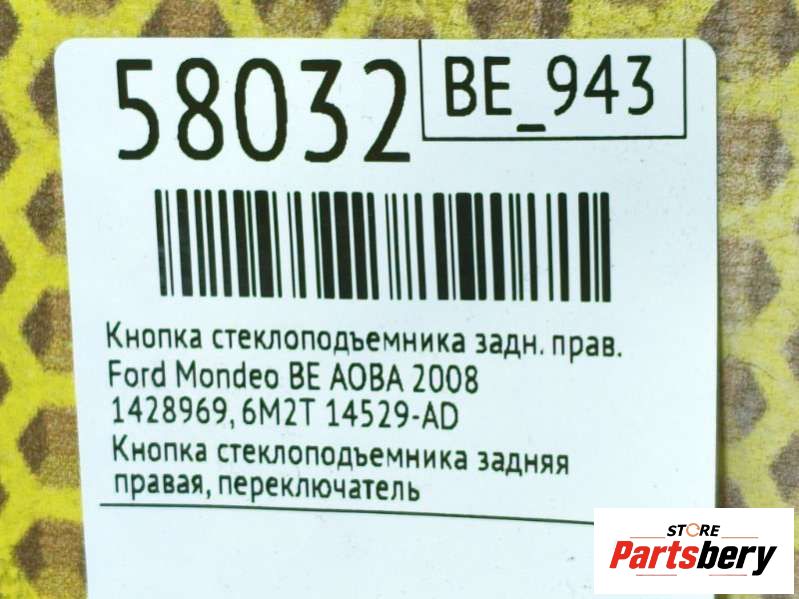 58032
BE_943
Кнопка стеклоподъемника задн. прав.
Ford Mondeo BE AOBA 2008
1428969, 6M2T 14529-AD
Кнопка стеклоподъемника задняя
правая, переключатель
STORE
Partsbery